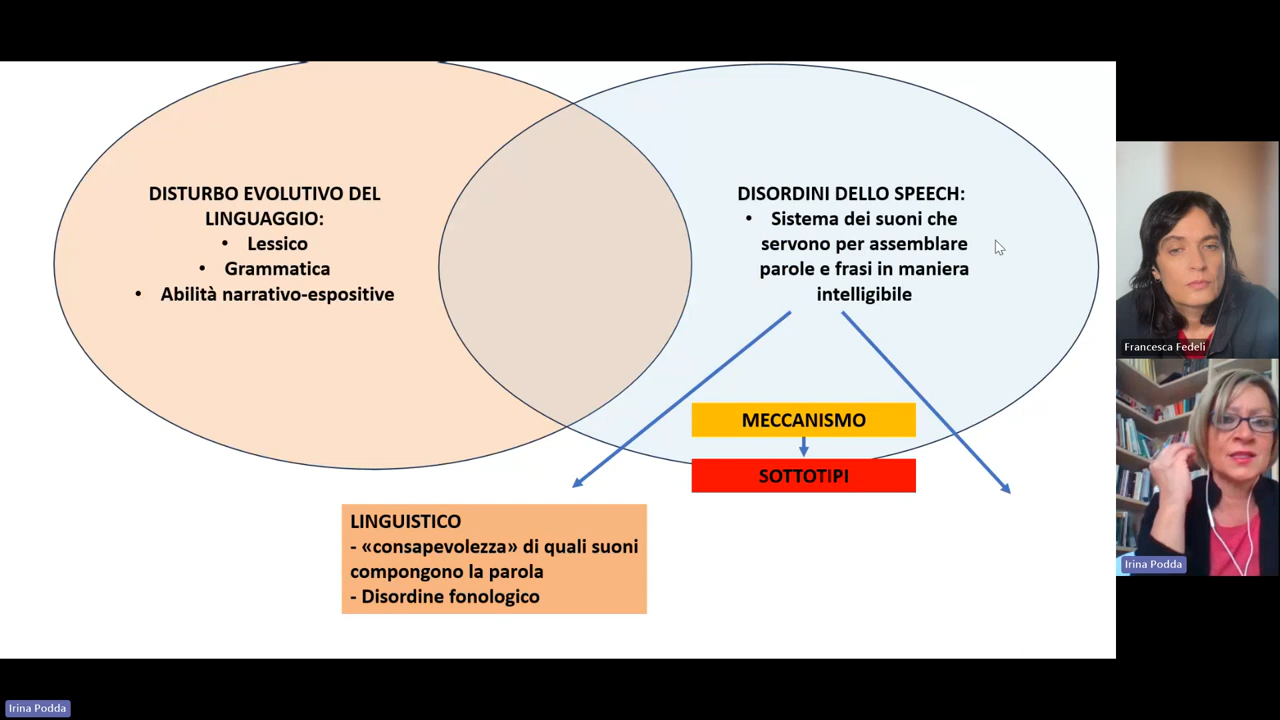 DISTURBO EVOLUTIVO DEL
LINGUAGGIO:
• Lessico
• Grammatica
• Abilità narrativo-espositive
DISORDINI DELLO SPEECH:
• Sistema dei suoni che
servono per assemblare
parole e frasi in maniera
intelligibile
MECCANISMO
SOTTOTIPI
LINGUISTICO
- «consapevolezza» di quali suoni
compongono la parola
- Disordine fonologico
Francesca Fedeli
Irina Podda
Irina Podda